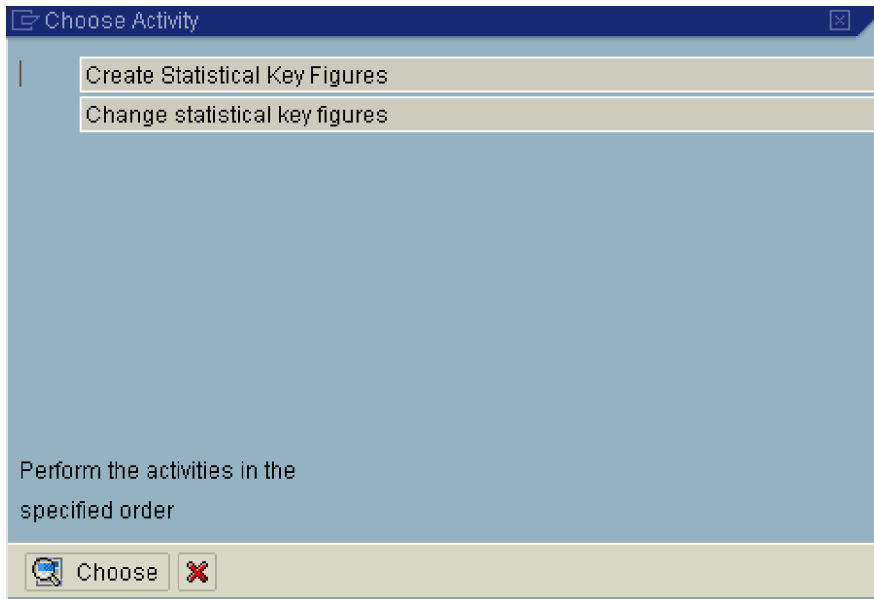 Choose Activity
Create Statistical Key Figures
Change statistical key figures
Perform the activities in the
specified order
Choose